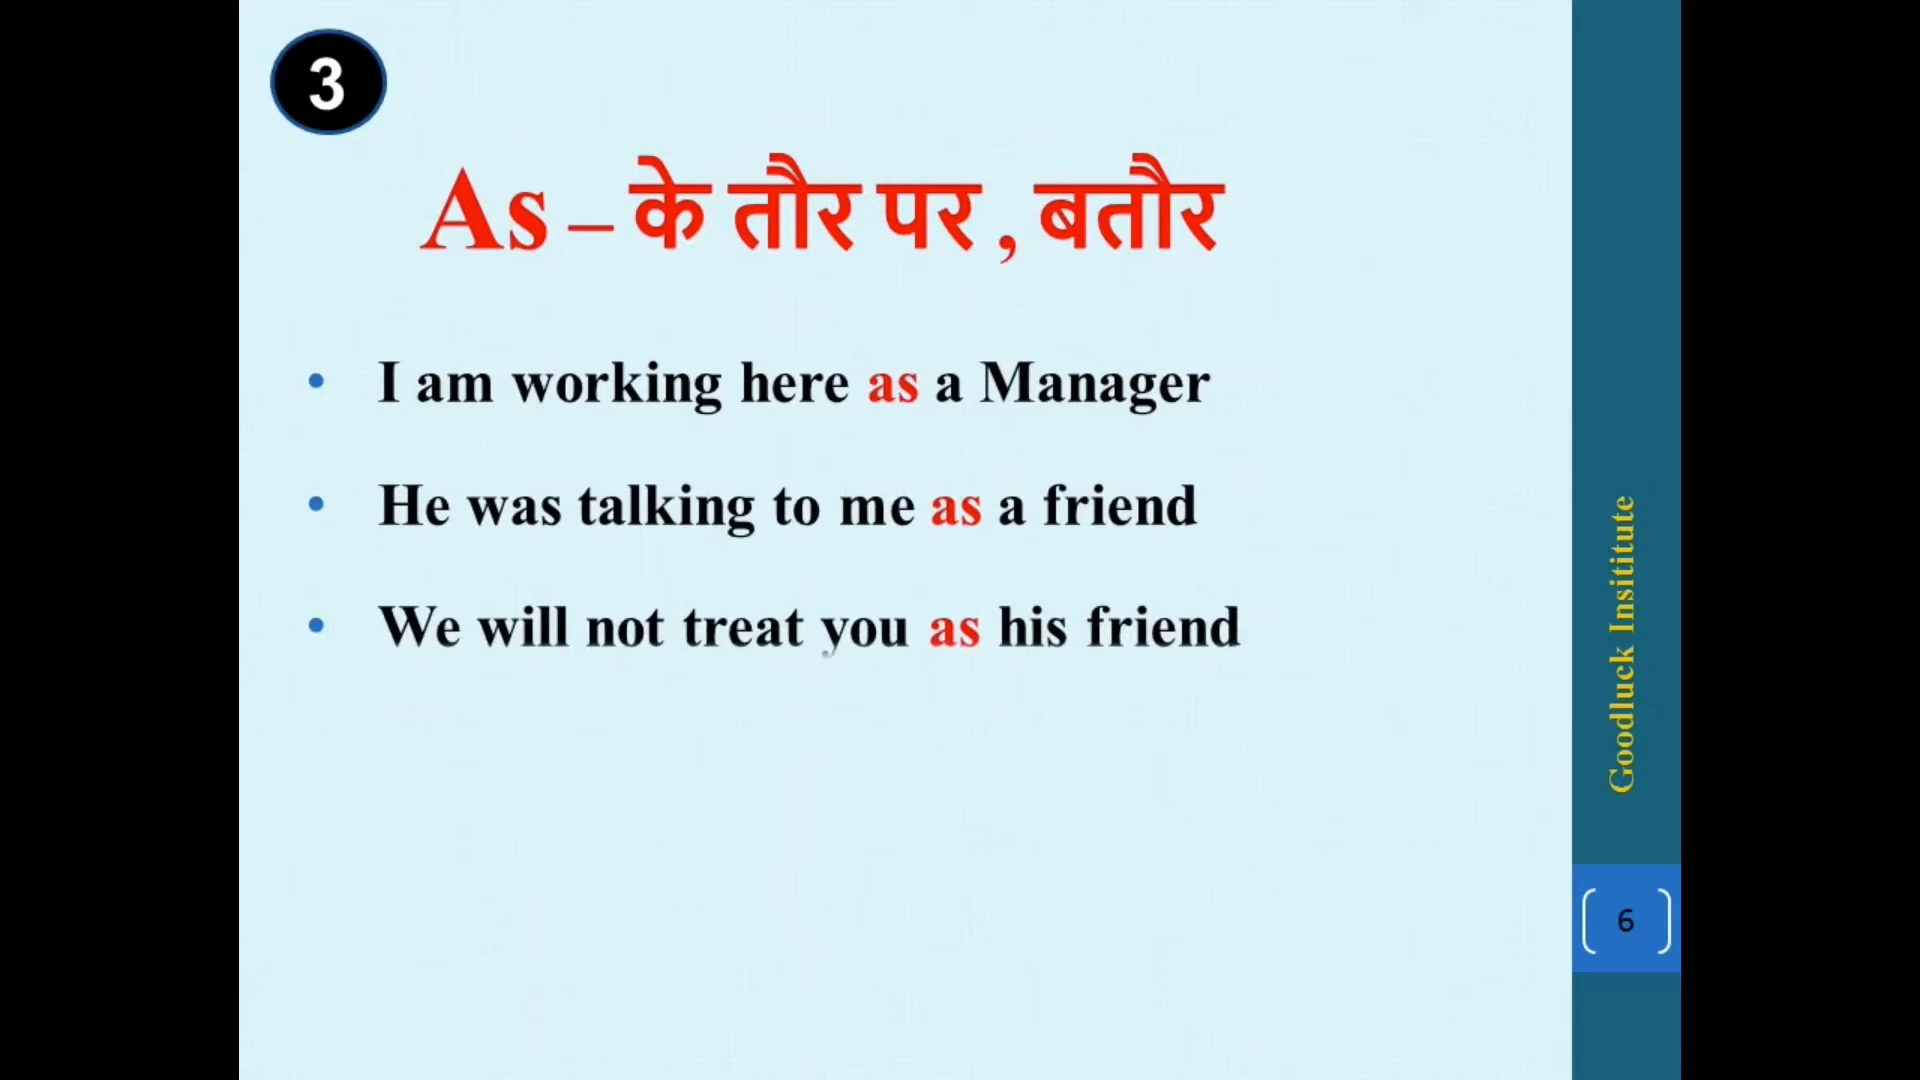 3
As – के तौर पर , बतौर
• I am working here as a Manager
• He was talking to me as a friend
• We will not treat you as his friend
Goodluck Insititute
6